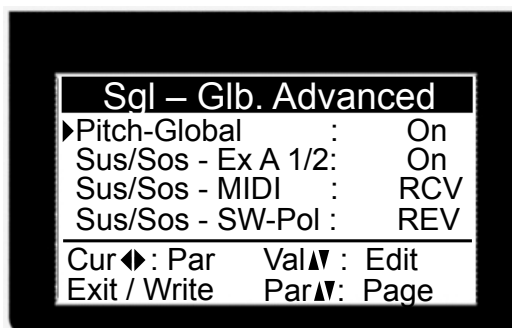 Sgl – Glb. Advanced
Pitch-Global : On
Sus/Sos - Ex A 1/2: On
Sus/Sos - MIDI : RCV
Sus/Sos - SW-Pol : REV
Cur : Par Val : Edit
Exit / Write Par : Page